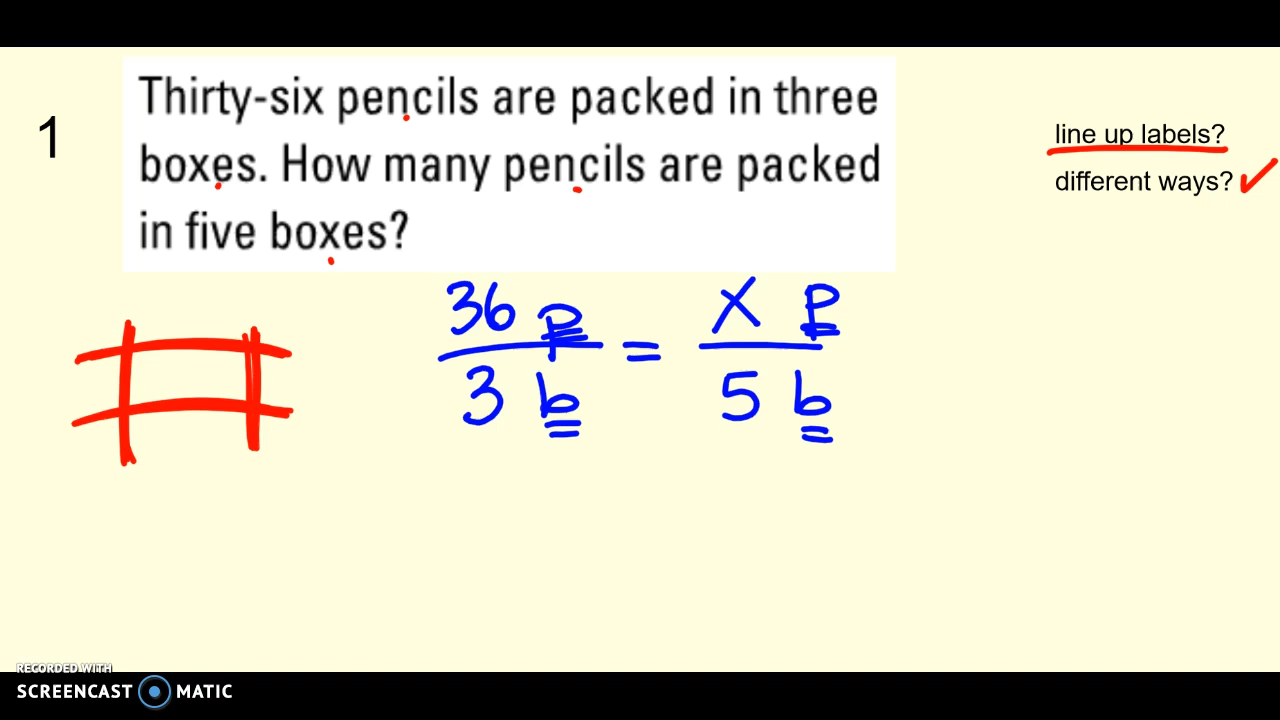 1
Thirty-six pencils are packed in three
boxes. How many pencils are packed
in five boxes?
line up labels?
different ways?
36 p = X p
3 b 5 b
RECORDED WITH
SCREENCAST MATIC